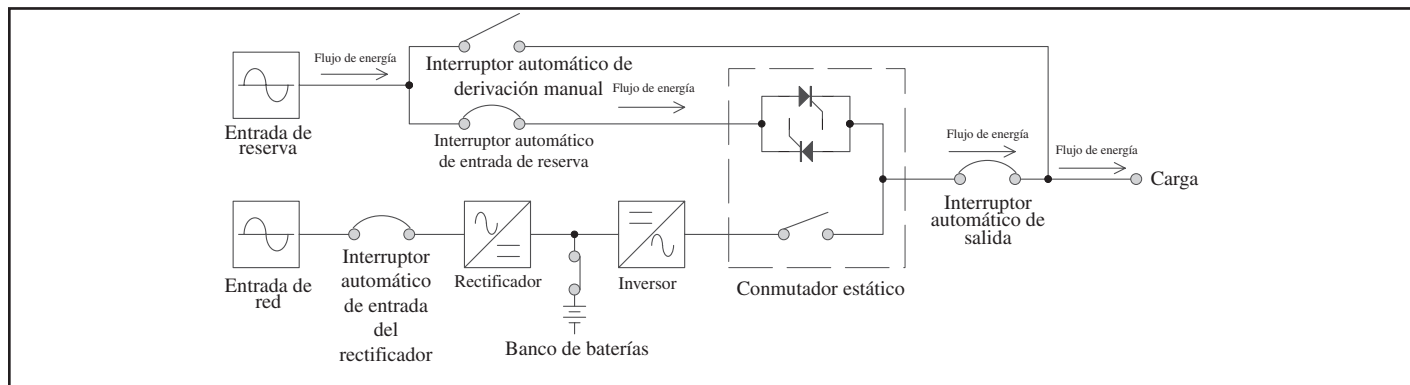 Flujo de energía
Interruptor automático de
derivación manual
Flujo de energía
Entrada de
reserva
Interruptor automático
de entrada de reserva
Flujo de energía
Flujo de energía
Carga
Interruptor
automático de
salida
Entrada de
red
Interruptor
automático
de entrada
del
rectificador
Rectificador
Inversor
Conmutador estático
Banco de baterías